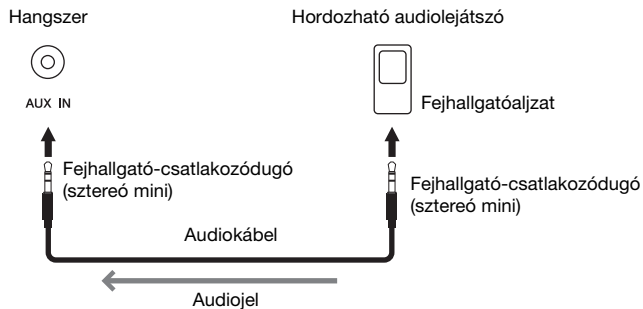 Hangszer
Hordozható audiolejátszó
AUX IN
Fejhallgatóaljzat
Fejhallgató-csatlakozódugó
(sztereó mini)
Fejhallgató-csatlakozódugó
(sztereó mini)
Audiokábel
Audiojel